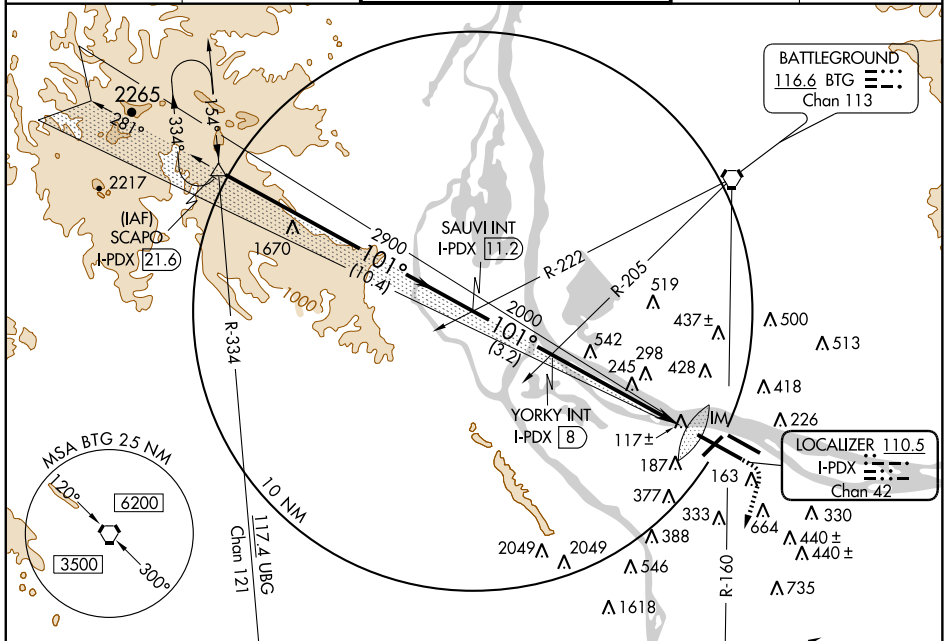 BATTLEGROUND
116.6 BTG
Chan 113
2265
154°
281°
334°
2217
(IAF)
SCAPO
I-PDX 21.6
1670
1000
2900
101°
(10.4)
SAUVI INT
I-PDX 11.2
R-222
R-205
2000
101°
(3.2)
519
437±
500
513
542
298
245
428
418
226
YORKY INT
I-PDX 8
117±
IM
LOCALIZER 110.5
I-PDX
Chan 42
187
163
377
333
664
330
440±
440±
388
2049
2049
546
735
1618
R-334
117.4 UBG
Chan 121
10 NM
R-160
MSA BTG 25 NM
120°
6200
3500
300°